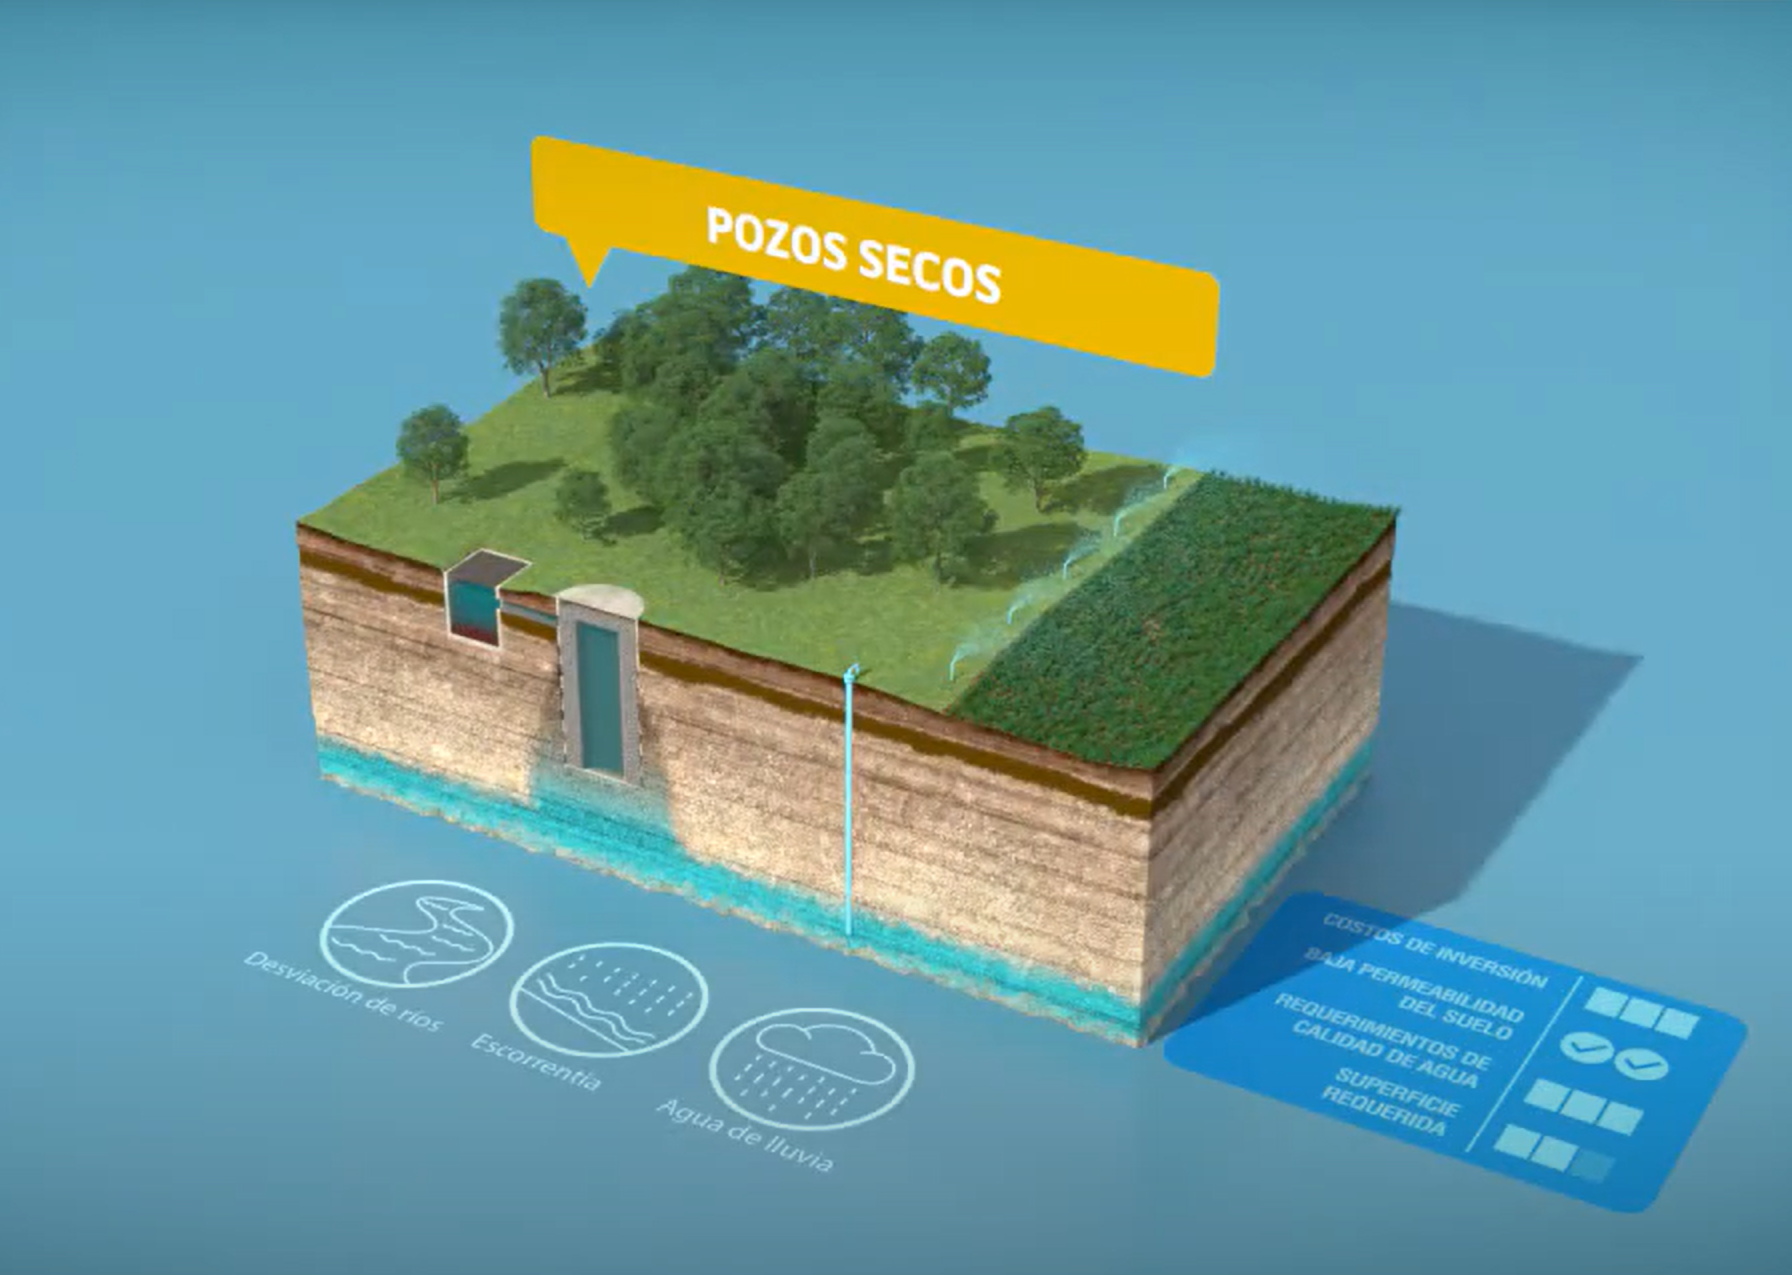 POZOS SECOS
Desviación de ríos
Escorrentía
Agua de lluvia
COSTOS DE INVERSIÓN
BAJA PERMEABILIDAD
DEL SUELO
REQUERIMIENTOS DE
CALIDAD DE AGUA
SUPERFICIE
REQUERIDA